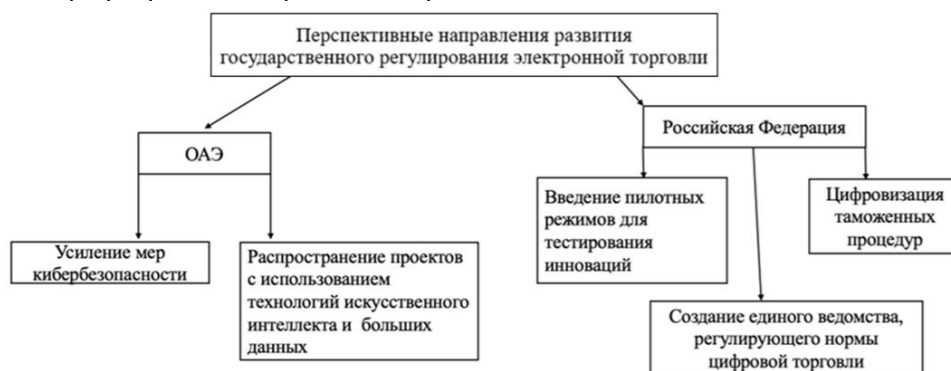 Перспективные направления развития
государственного регулирования электронной торговли
ОАЭ
Усиление мер
кибербезопасности
Распространение проектов
с использованием
технологий искусственного
интеллекта и больших
данных
Российская Федерация
Введение пилотных
режимов для
тестирования
инноваций
Создание единого ведомства,
регулирующего нормы
цифровой торговли
Цифровизация
таможенных
процедур